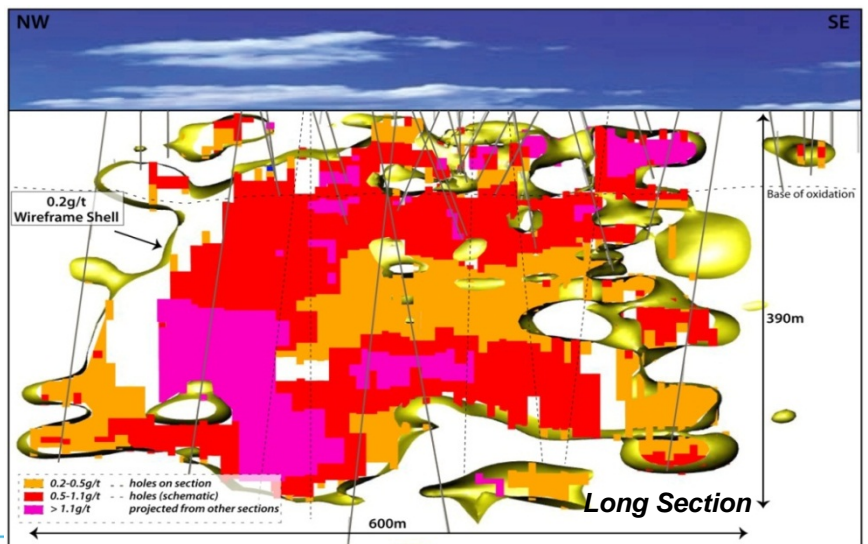 NW
SE
0.2g/t
Wireframe Shell
Base of oxidation
390m
0.2-0.5g/t - - holes on section
0.5-1.1g/t - - holes (schematic)
> 1.1g/t projected from other sections
Long Section
600m